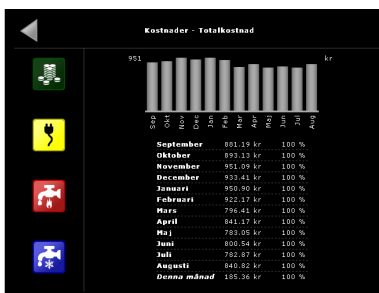 Kostnader - Totalkostnad
951
kr
Sep Okt Nov Dec Jan Feb Mar Apr Maj Jun Jul Aug
September 881.19 kr 100 %
Oktober 893.13 kr 100 %
November 951.09 kr 100 %
December 933.41 kr 100 %
Januari 950.90 kr 100 %
Februari 922.17 kr 100 %
Mars 796.41 kr 100 %
April 841.17 kr 100 %
Maj 783.05 kr 100 %
Juni 800.54 kr 100 %
Juli 782.87 kr 100 %
Augusti 840.82 kr 100 %
Denna månad 185.36 kr 100 %